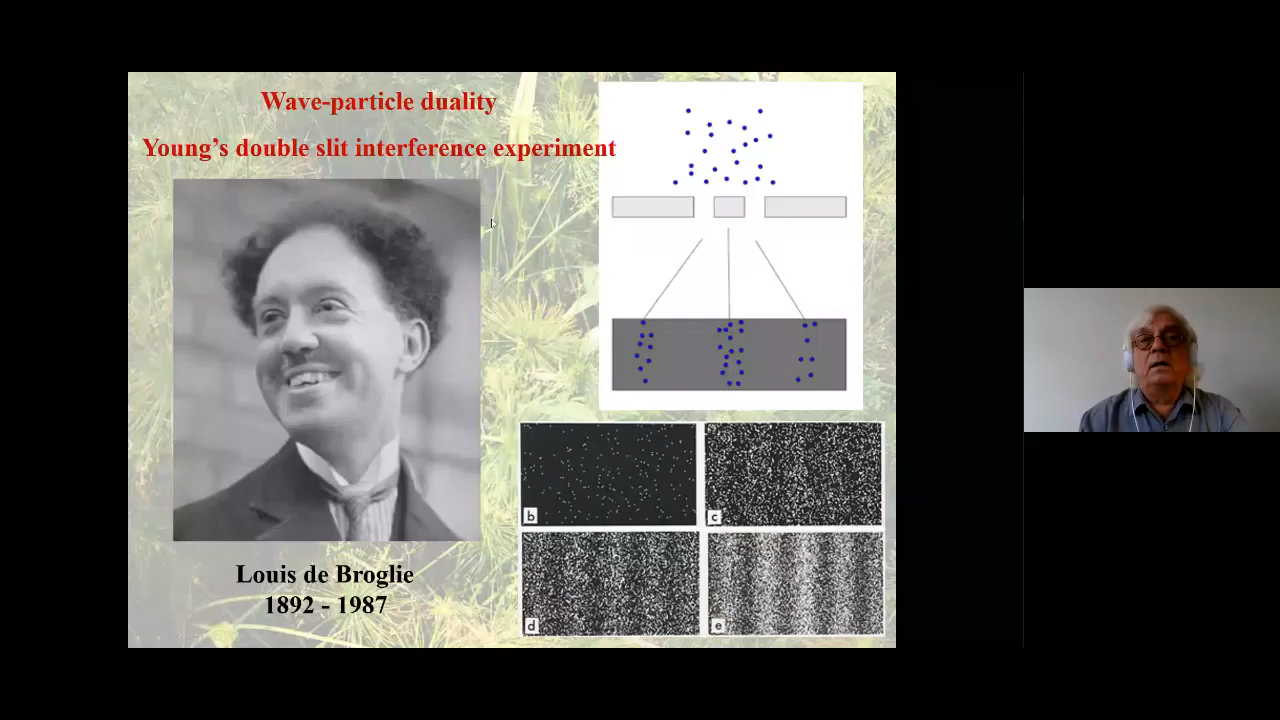 Wave-particle duality
Young's double slit interference experiment
Louis de Broglie
1892 - 1987
b
c
d
e